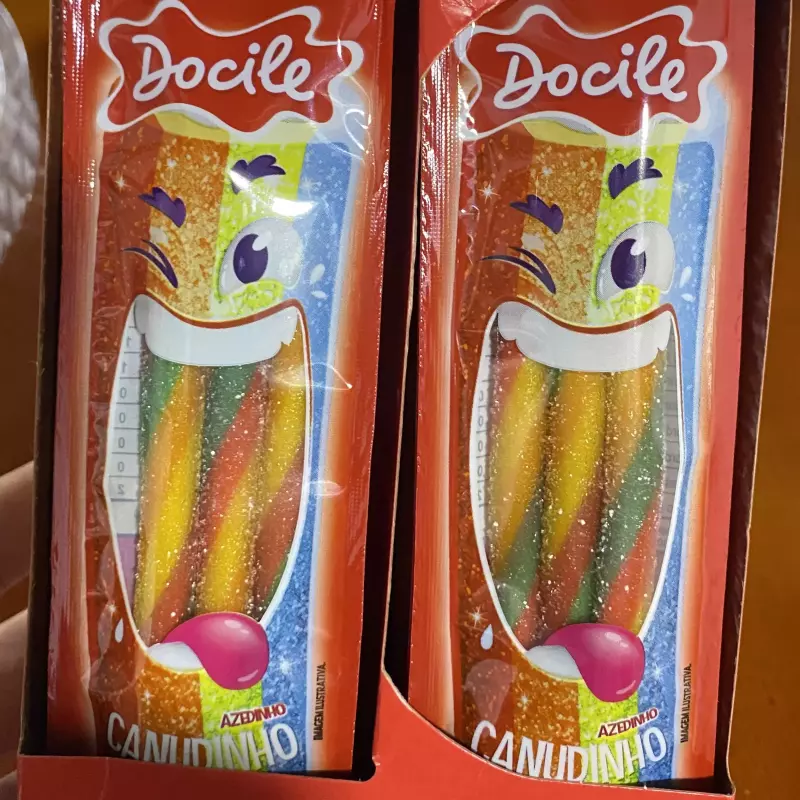 Docile
AZEDINHO
CANUDINHO
IMAGEM ILUSTRATIVA.
Docile
AZEDINHO
CANUDINHO
IMAGEM ILUSTRATIVA.